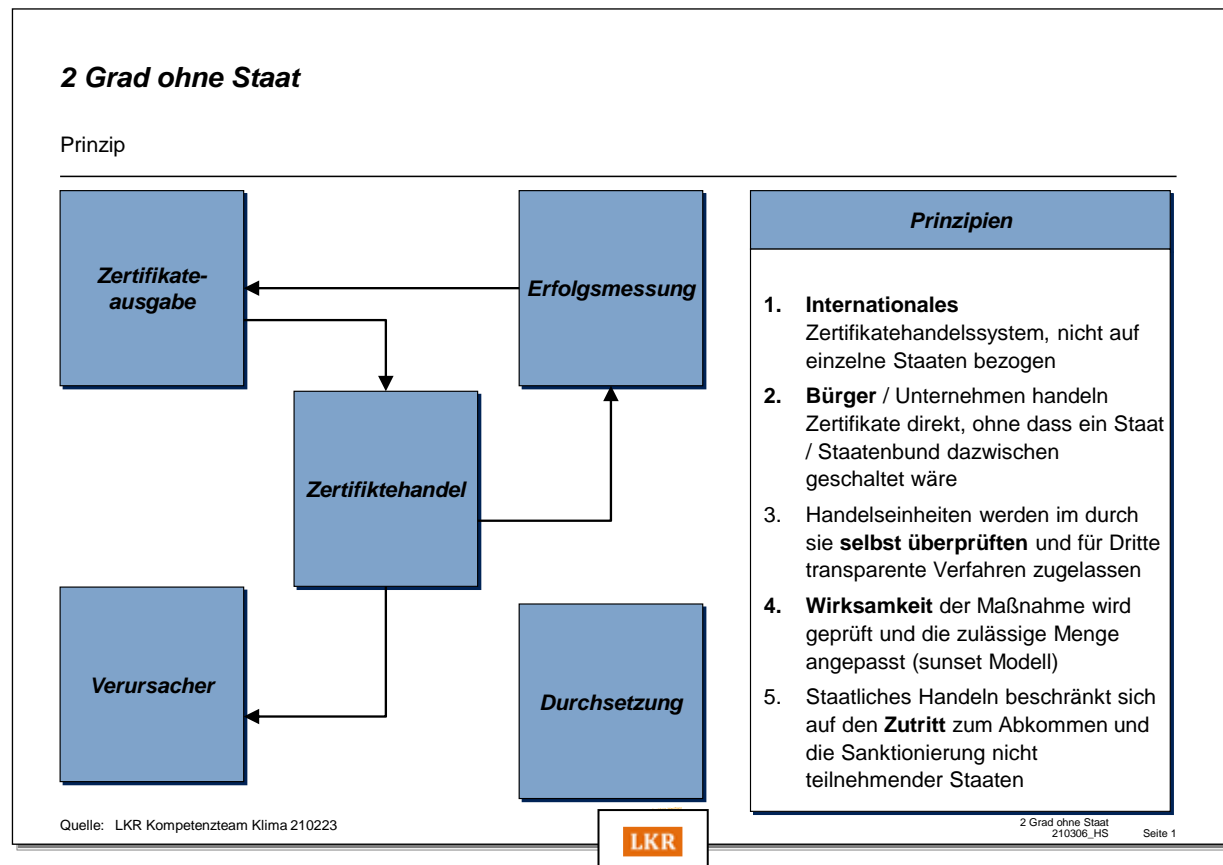 2 Grad ohne Staat
Prinzip
Zertifikate-
ausgabe
Erfolgsmessung
Zertifiktehandel
Verursacher
Durchsetzung
Prinzipien
1. Internationales
Zertifikatehandelssystem, nicht auf
einzelne Staaten bezogen
2. Bürger / Unternehmen handeln
Zertifikate direkt, ohne dass ein Staat
/ Staatenbund dazwischen
geschaltet wäre
3. Handelseinheiten werden im durch
sie selbst überprüften und für Dritte
transparente Verfahren zugelassen
4. Wirksamkeit der Maßnahme wird
geprüft und die zulässige Menge
angepasst (sunset Modell)
5. Staatliches Handeln beschränkt sich
auf den Zutritt zum Abkommen und
die Sanktionierung nicht
teilnehmender Staaten
Quelle: LKR Kompetenzteam Klima 210223
LKR
2 Grad ohne Staat
210306_HS Seite 1